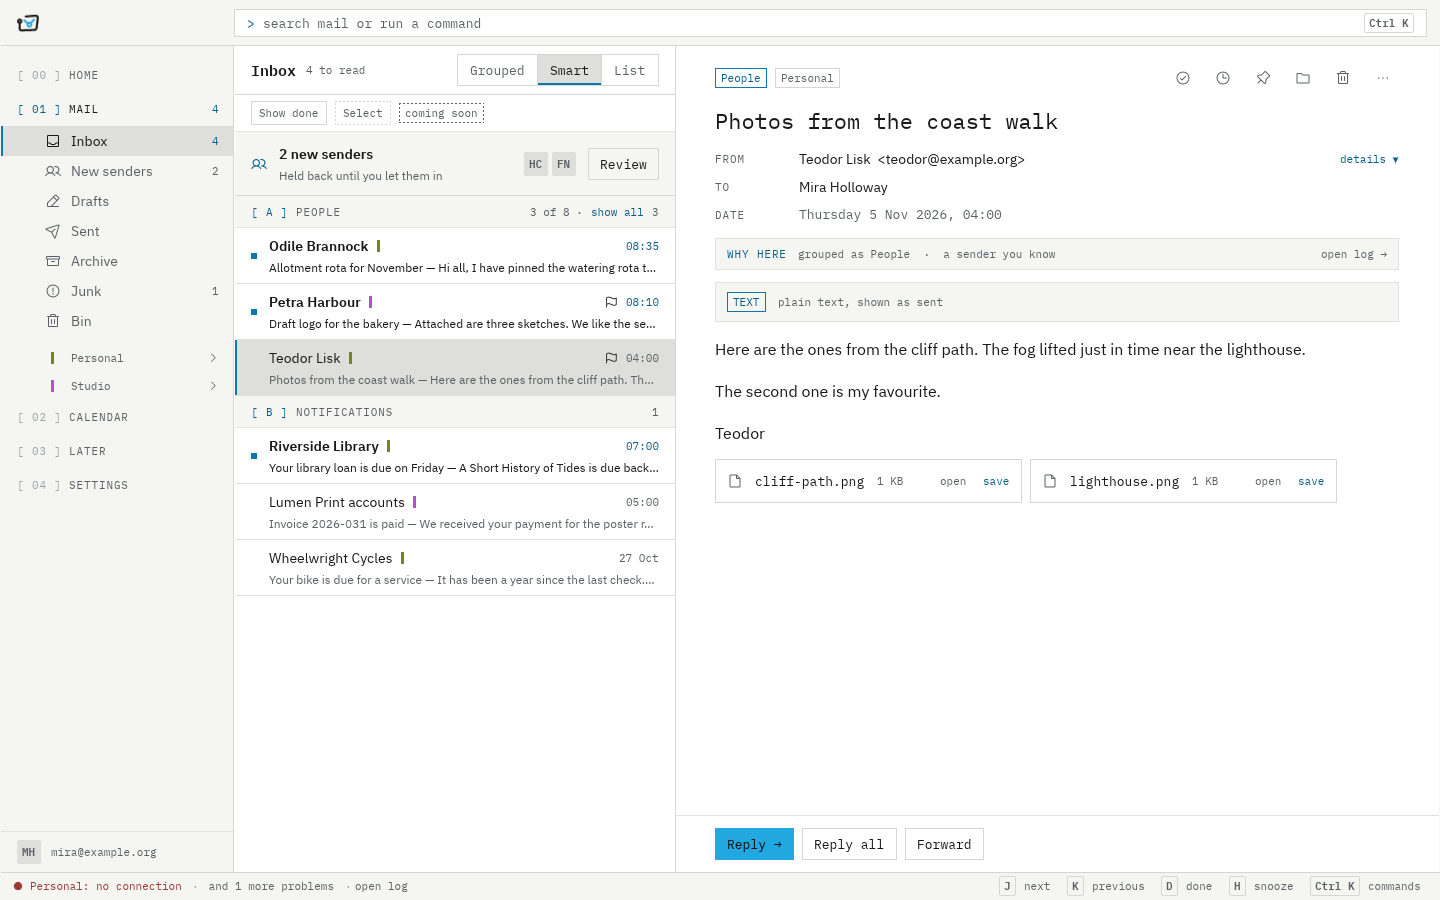 > search mail or run a command Ctrl K
[ 00 ] HOME
[ 01 ] MAIL 4
Inbox 4
New senders 2
Drafts
Sent
Archive
Junk 1
Bin
Personal
Studio
[ 02 ] CALENDAR
[ 03 ] LATER
[ 04 ] SETTINGS
MH mira@example.org
Inbox 4 to read Grouped Smart List
Show done Select coming soon
2 new senders
Held back until you let them in
HC FN Review
[ A ] PEOPLE 3 of 8 · show all 3
Odile Brannock 08:35
Allotment rota for November — Hi all, I have pinned the watering rota t…
Petra Harbour 08:10
Draft logo for the bakery — Attached are three sketches. We like the se…
Teodor Lisk 04:00
Photos from the coast walk — Here are the ones from the cliff path. Th…
[ B ] NOTIFICATIONS 1
Riverside Library 07:00
Your library loan is due on Friday — A Short History of Tides is due back…
Lumen Print accounts 05:00
Invoice 2026-031 is paid — We received your payment for the poster r…
Wheelwright Cycles 27 Oct
Your bike is due for a service — It has been a year since the last check.…
People Personal ···
Photos from the coast walk
FROM Teodor Lisk <teodor@example.org> details ▾
TO Mira Holloway
DATE Thursday 5 Nov 2026, 04:00
WHY HERE grouped as People · a sender you know open log →
TEXT plain text, shown as sent
Here are the ones from the cliff path. The fog lifted just in time near the lighthouse.
The second one is my favourite.
Teodor
cliff-path.png 1 KB open save
lighthouse.png 1 KB open save
Reply → Reply all Forward
Personal: no connection · and 1 more problems · open log
J next K previous D done H snooze Ctrl K commands